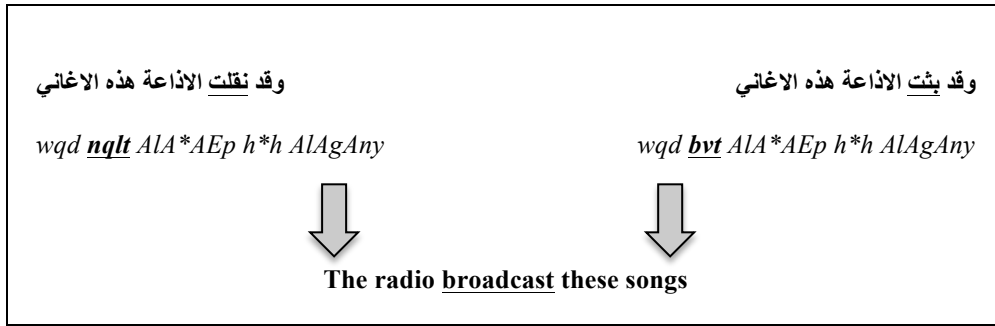 وقد نقلت الاذاعة هذه الاغاني
وقد بثت الاذاعة هذه الاغاني
wqd nqlt AlA*AEp h*h AlAgAny
wqd bvt AlA*AEp h*h AlAgAny
The radio broadcast these songs